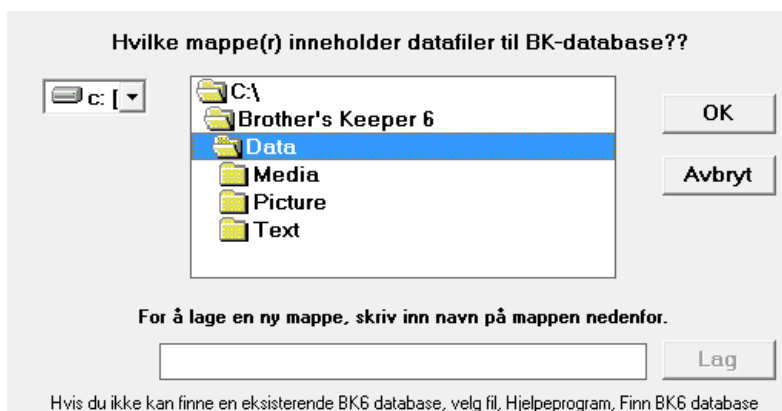 Hvilke mappe(r) inneholder datafiler til BK-database??
c: [
C:\
Brother's Keeper 6
Data
Media
Picture
Text
OK
Avbryt
For å lage en ny mappe, skriv inn navn på mappen nedenfor.
Lag
Hvis du ikke kan finne en eksisterende BK6 database, velg fil, Hjelpeprogram, Finn BK6 database